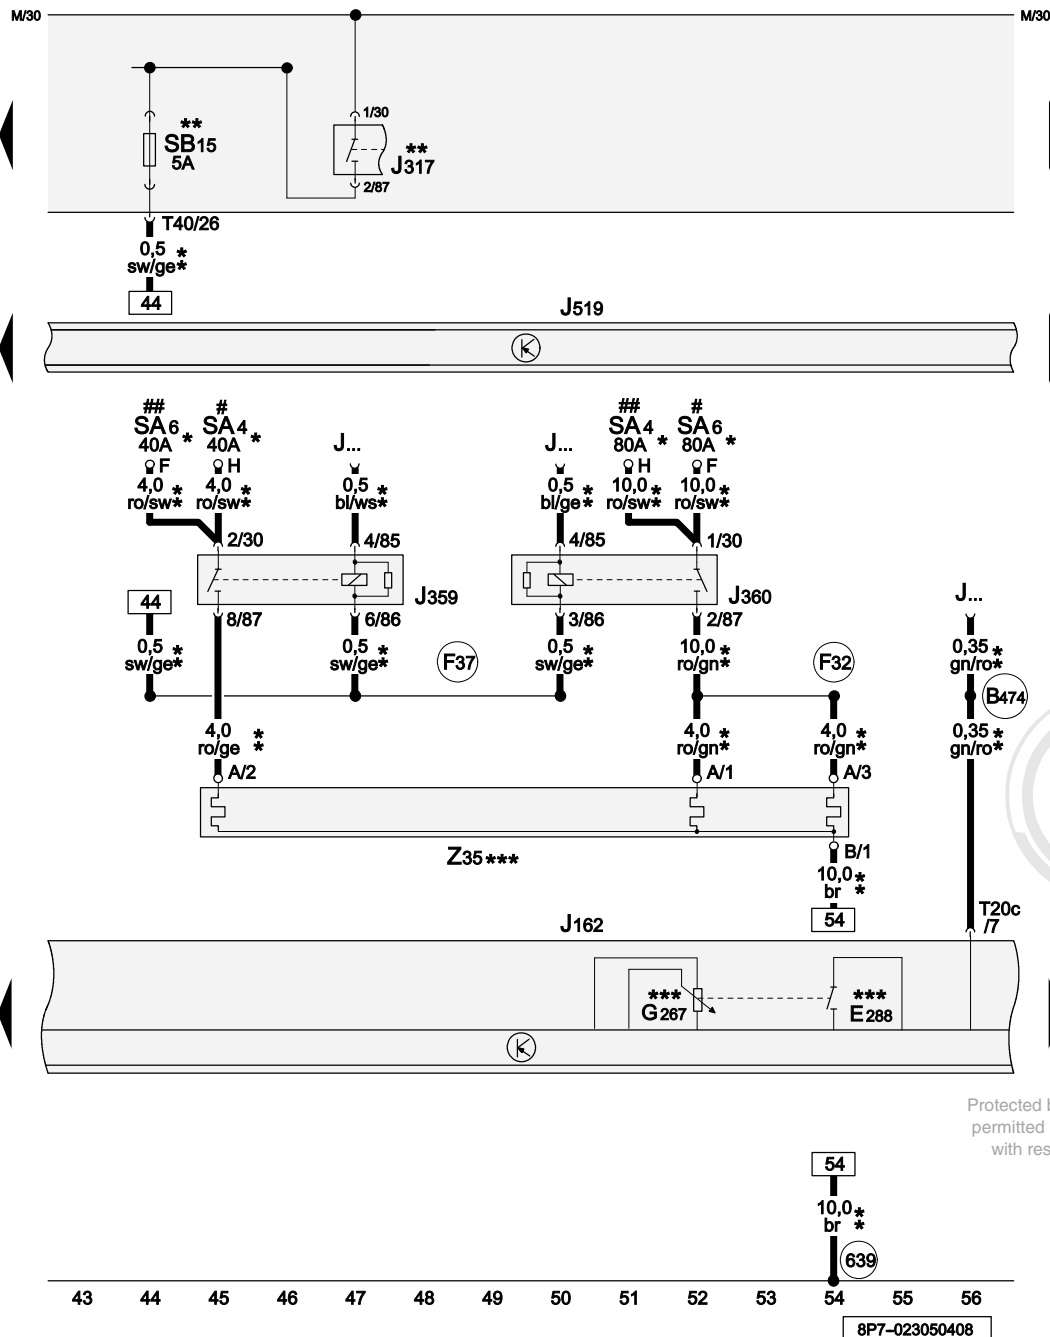 M/30 M/30
1/30
** SB15 5A
** J317
2/87
T40/26
0,5 *
sw/ge*
44
J519
## # ## #
SA6 SA4 J... J... SA4 SA6
40A * 40A * 80A * 80A *
F H H F
4,0 * 4,0 * 0,5 * 0,5 * 10,0 * 10,0 *
ro/sw* ro/sw* bl/ws* bl/ge* ro/sw* ro/sw*
2/30 4/85 4/85 1/30
J359 J360 J...
44
8/87 6/86 3/86 2/87
0,5 * 0,5 * 0,5 * 10,0 * 0,35 *
sw/ge* sw/ge* F37 sw/ge* ro/gn* F32 gn/ro*
B474
4,0 * 4,0 * 4,0 * 0,35 *
ro/ge * ro/gn* ro/gn* gn/ro*
A/2 A/1 A/3
Z35***
B/1
10,0 *
br *
54
T20c
/7
J162
*** ***
G267 E288
Protected
permitted
with res
54
10,0 *
br *
639
43 44 45 46 47 48 49 50 51 52 53 54 55 56
8P7-023050408